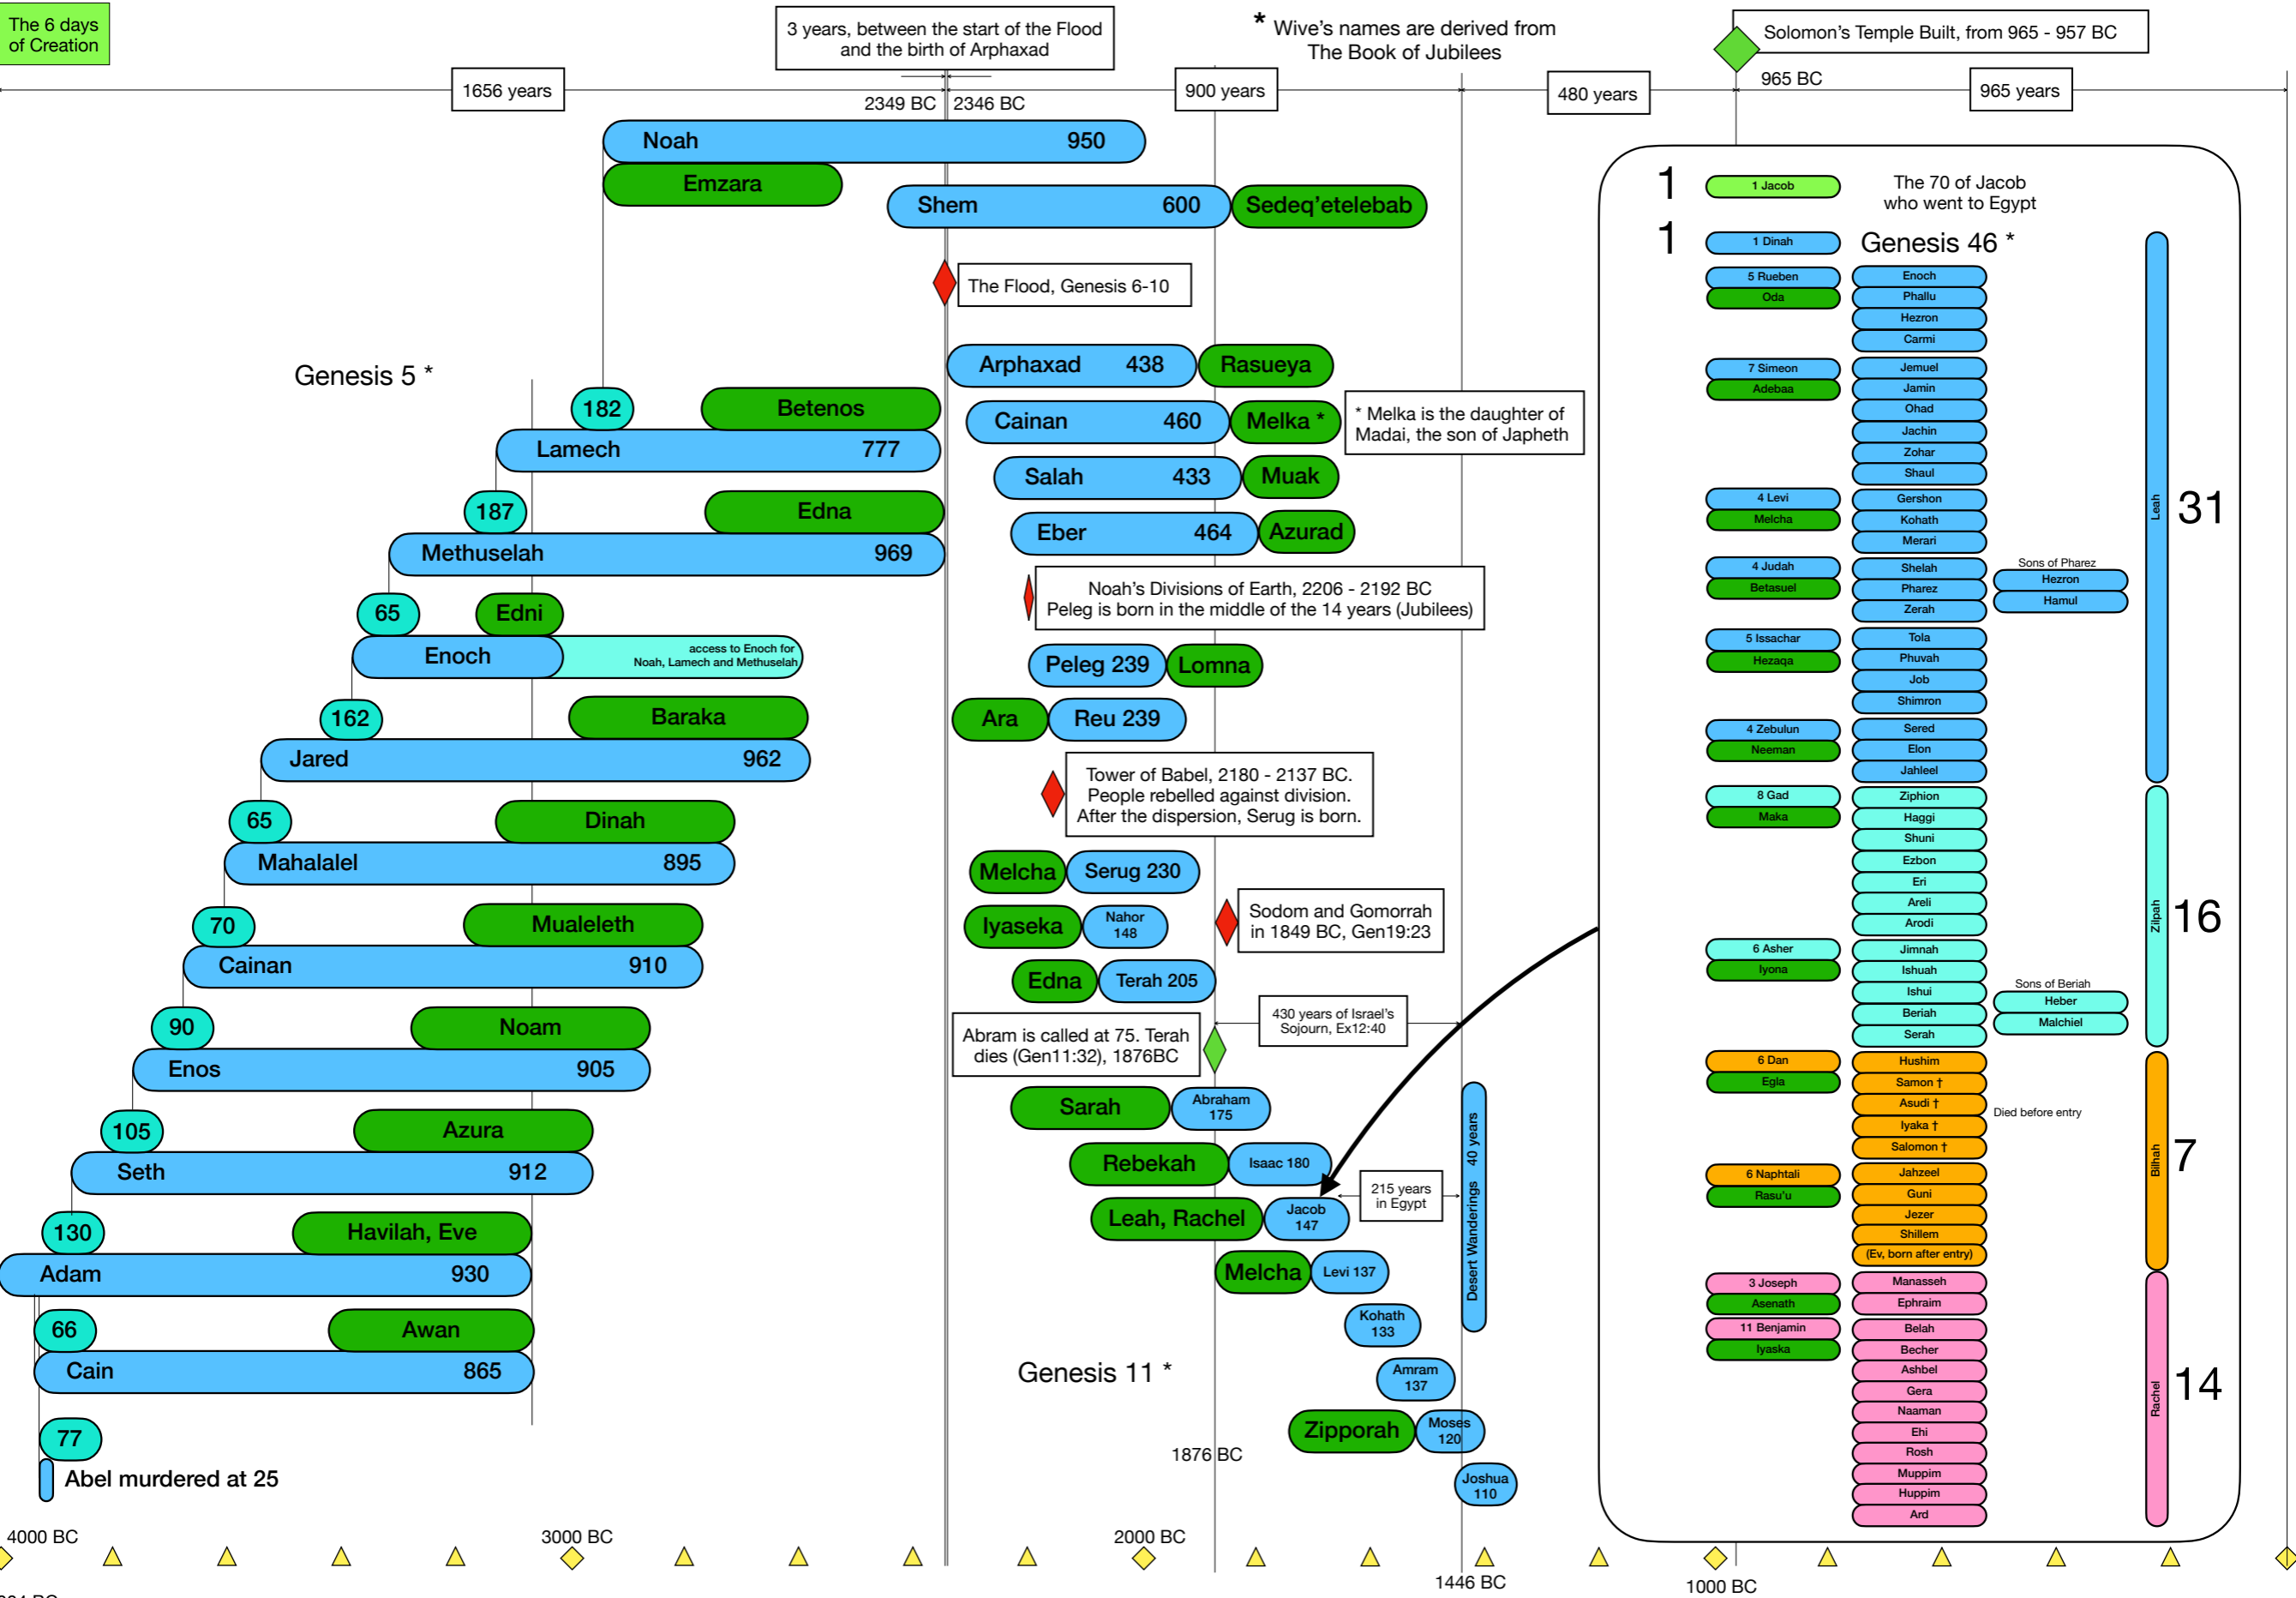 The 6 days
of Creation
3 years, between the start of the Flood
and the birth of Arphaxad
* Wive's names are derived from
The Book of Jubilees
Solomon's Temple Built, from 965 - 957 BC
1656 years
2349 BC
2346 BC
900 years
480 years
965 BC
965 years
Noah 950
Emzara
Shem 600
Sedeq'etelebab
The Flood, Genesis 6-10
Genesis 5 *
182
Betenos
Lamech 777
187
Edna
Methuselah 969
65
Edni
Enoch
access to Enoch for
Noah, Lamech and Methuselah
162
Baraka
Jared 962
65
Dinah
Mahalalel 895
70
Mualeleth
Cainan 910
90
Noam
Enos 905
105
Azura
Seth 912
130
Havilah, Eve
Adam 930
66
Awan
Cain 865
77
Abel murdered at 25
Arphaxad 438
Rasueya
Cainan 460
Melka *
* Melka is the daughter of
Madai, the son of Japheth
Salah 433
Muak
Eber 464
Azurad
Noah's Divisions of Earth, 2206 - 2192 BC
Peleg is born in the middle of the 14 years (Jubilees)
Peleg 239
Lomna
Ara
Reu 239
Tower of Babel, 2180 - 2137 BC.
People rebelled against division.
After the dispersion, Serug is born.
Melcha
Serug 230
Iyaseka
Nahor
148
Sodom and Gomorrah
in 1849 BC, Gen19:23
Edna
Terah 205
430 years of Israel's
Sojourn, Ex12:40
Abram is called at 75. Terah
dies (Gen11:32), 1876BC
Sarah
Abraham
175
Rebekah
Isaac 180
Leah, Rachel
Jacob
147
215 years
in Egypt
Desert Wanderings 40 years
Melcha
Levi 137
Kohath
133
Genesis 11 *
Amram
137
Zipporah
Moses
120
1876 BC
Joshua
110
1
1 Jacob
The 70 of Jacob
who went to Egypt
1
1 Dinah
Genesis 46 *
5 Rueben
Oda
Enoch
Phallu
Hezron
Carmi
7 Simeon
Adebaa
Jemuel
Jamin
Ohad
Jachin
Zohar
Shaul
4 Levi
Melcha
Gershon
Kohath
Merari
4 Judah
Betasuel
Shelah
Pharez
Zerah
Sons of Pharez
Hezron
Hamul
5 Issachar
Hezaqa
Tola
Phuvah
Job
Shimron
4 Zebulun
Neeman
Sered
Elon
Jahleel
Leah
31
8 Gad
Maka
Ziphion
Haggi
Shuni
Ezbon
Eri
Areli
Arodi
6 Asher
Iyona
Jimnah
Ishuah
Ishui
Beriah
Serah
Sons of Beriah
Heber
Malchiel
Zilpah
16
6 Dan
Egla
Hushim
Samon †
Asudi †
Iyaka †
Salomon †
Died before entry
6 Naphtali
Rasu'u
Jahzeel
Guni
Jezer
Shillem
(Ev, born after entry)
Bilhah
7
3 Joseph
Asenath
Manasseh
Ephraim
11 Benjamin
Iyaska
Belah
Becher
Ashbel
Gera
Naaman
Ehi
Rosh
Muppim
Huppim
Ard
Rachel
14
4000 BC
3000 BC
2000 BC
1446 BC
1000 BC